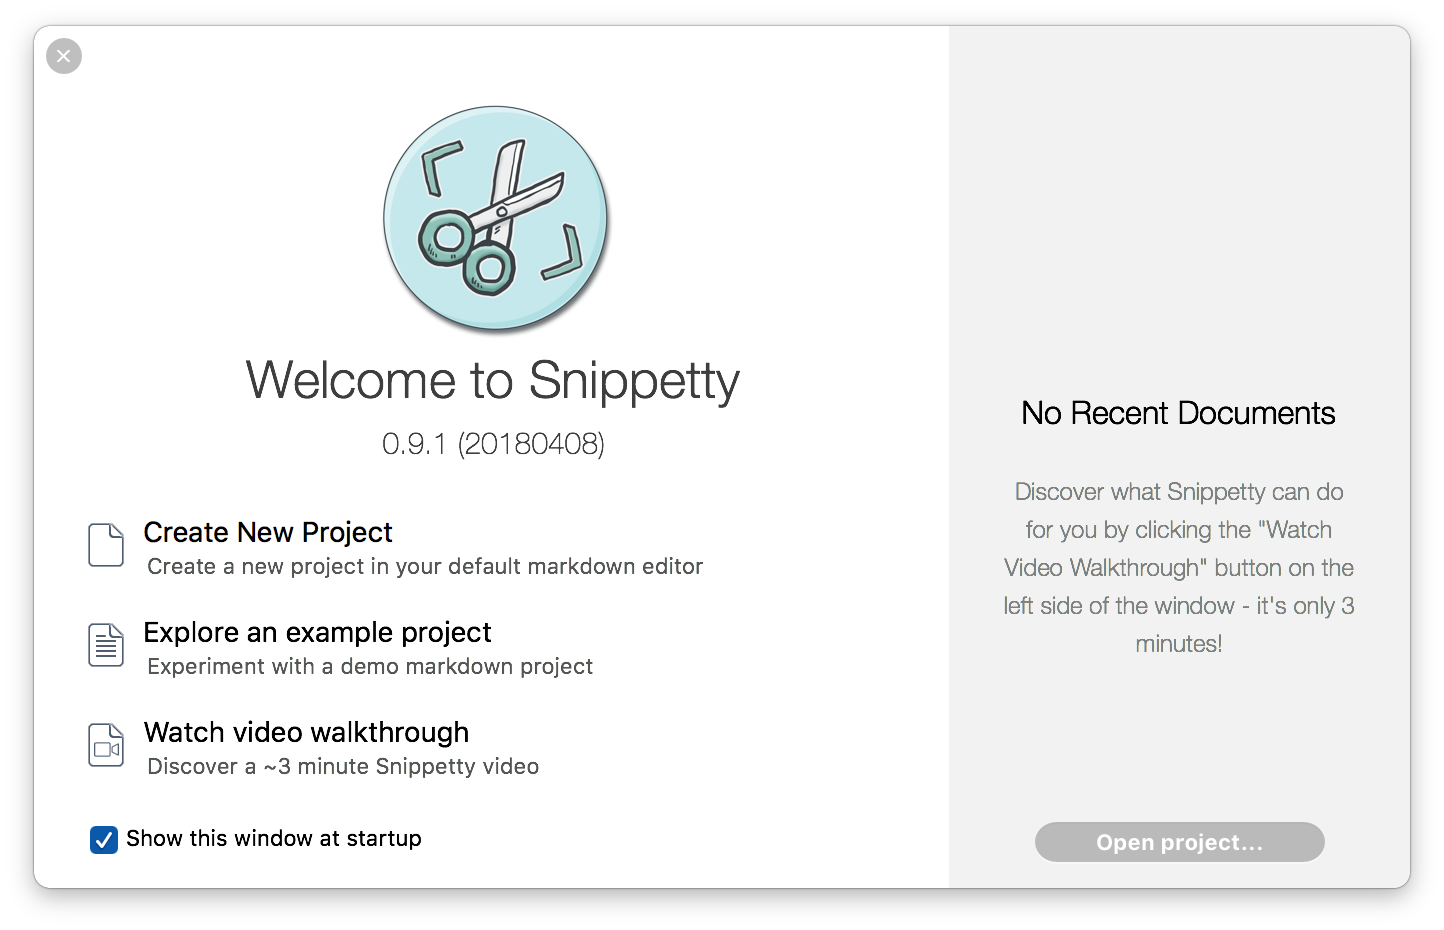 Welcome to Snippetty
0.9.1 (20180408)
Create New Project
Create a new project in your default markdown editor
Explore an example project
Experiment with a demo markdown project
Watch video walkthrough
Discover a ~3 minute Snippetty video
Show this window at startup
No Recent Documents
Discover what Snippetty can do
for you by clicking the "Watch
Video Walkthrough" button on the
left side of the window - it's only 3
minutes!
Open project...